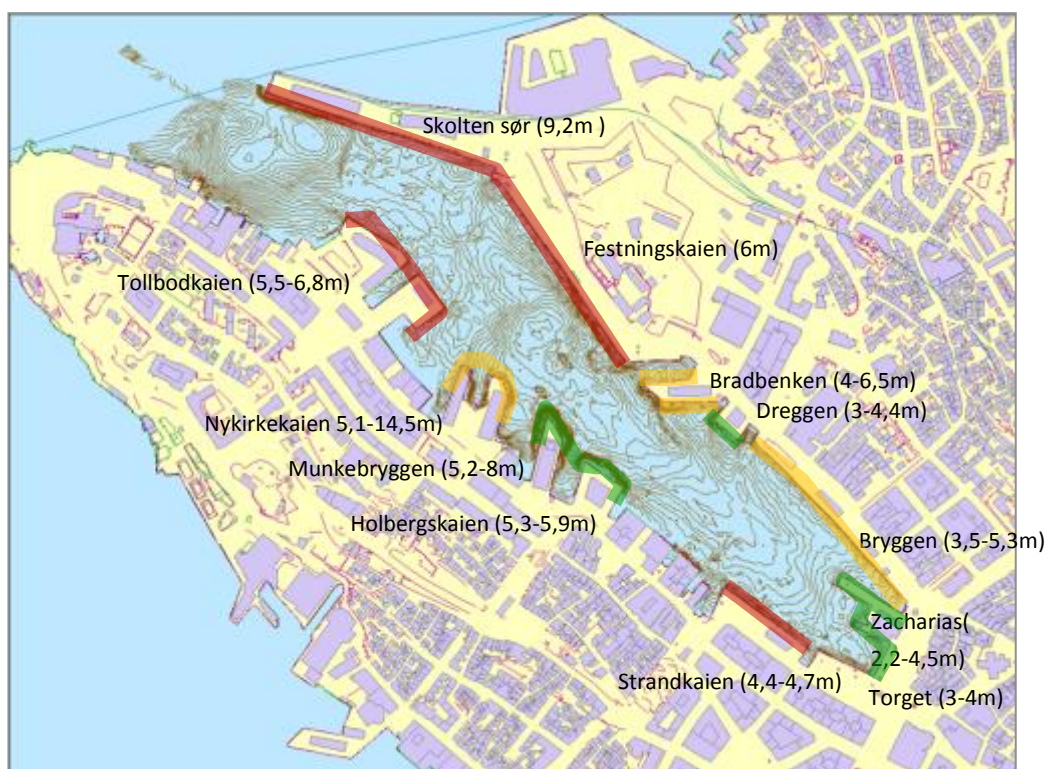 Skolten sør (9,2m )
Festningskaien (6m)
Tollbodkaien (5,5-6,8m)
Bradbenken (4-6,5m)
Dreggen (3-4,4m)
Nykirkekaien 5,1-14,5m)
Munkebryggen (5,2-8m)
Holbergskaien (5,3-5,9m)
Bryggen (3,5-5,3m)
Zacharias(
2,2-4,5m)
Strandkaien (4,4-4,7m)
Torget (3-4m)